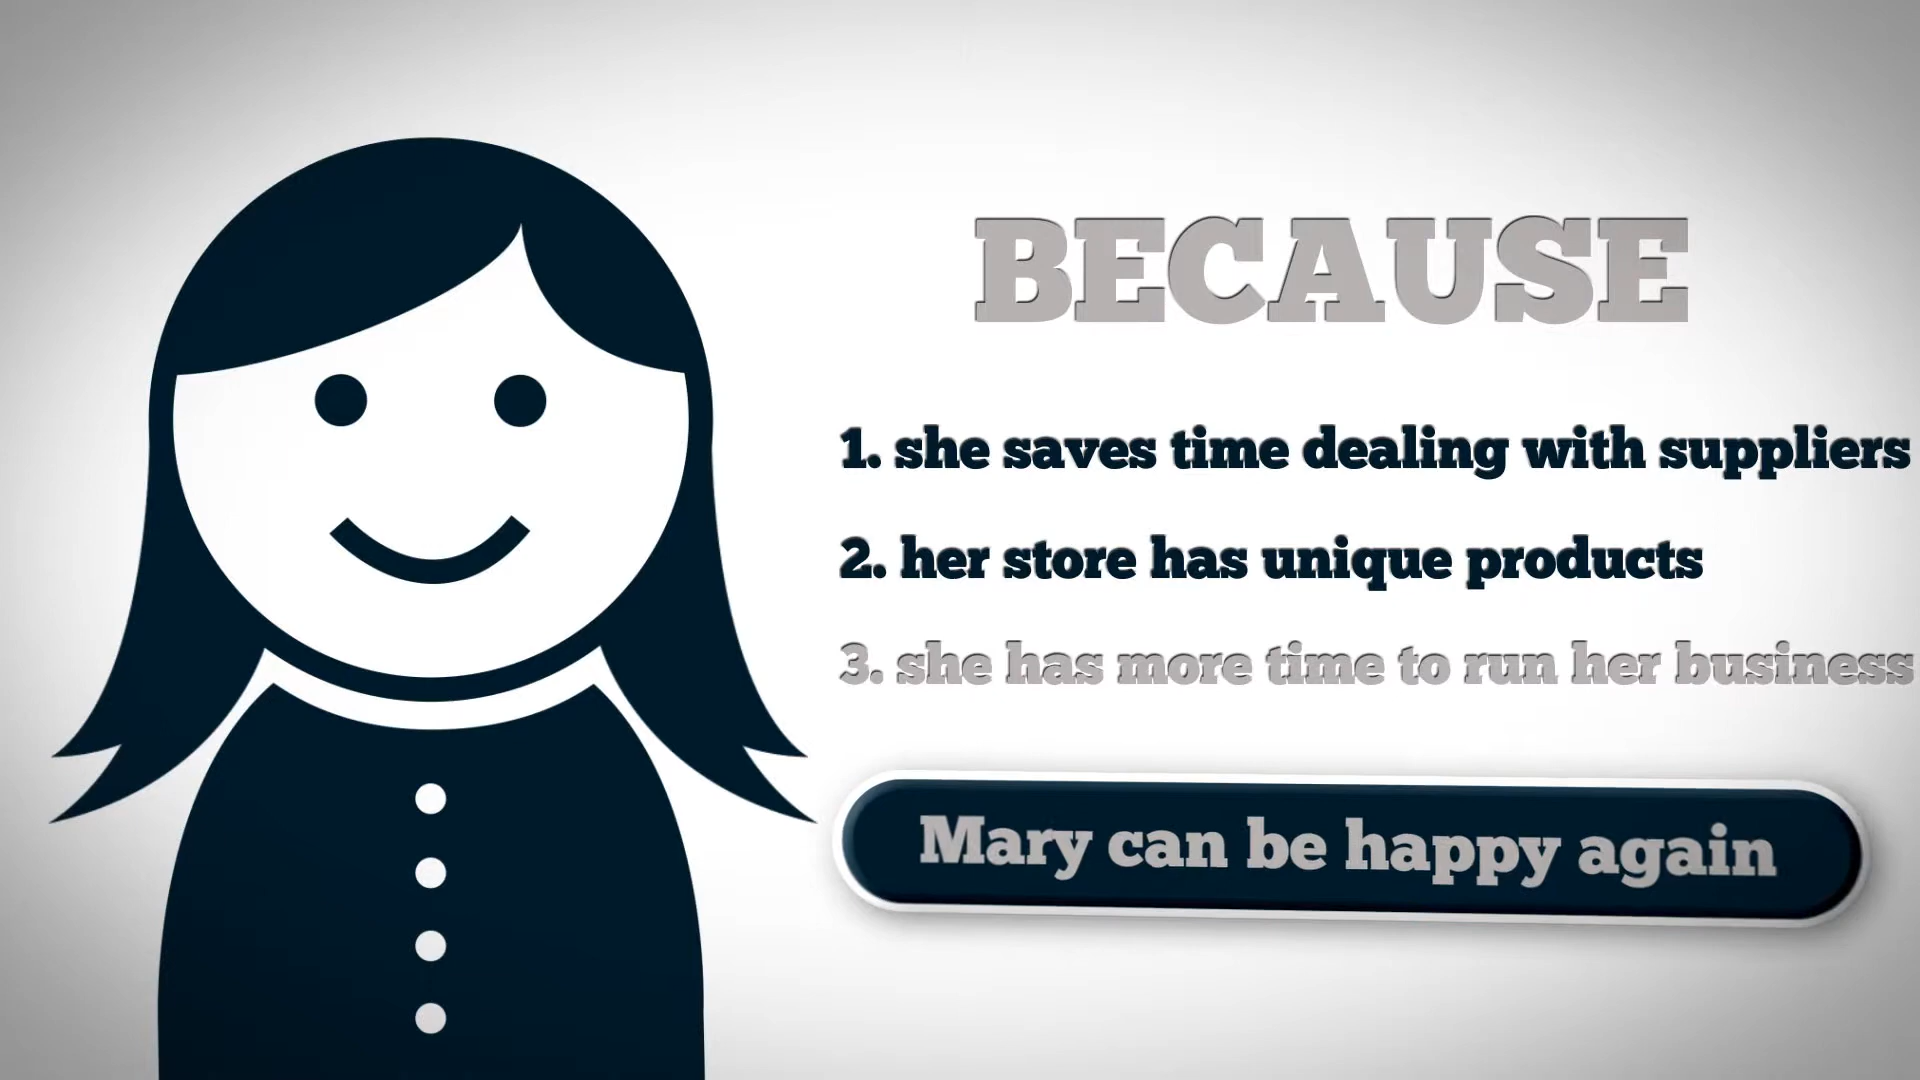 BECAUSE
1. she saves time dealing with suppliers
2. her store has unique products
3. she has more time to run her business
Mary can be happy again